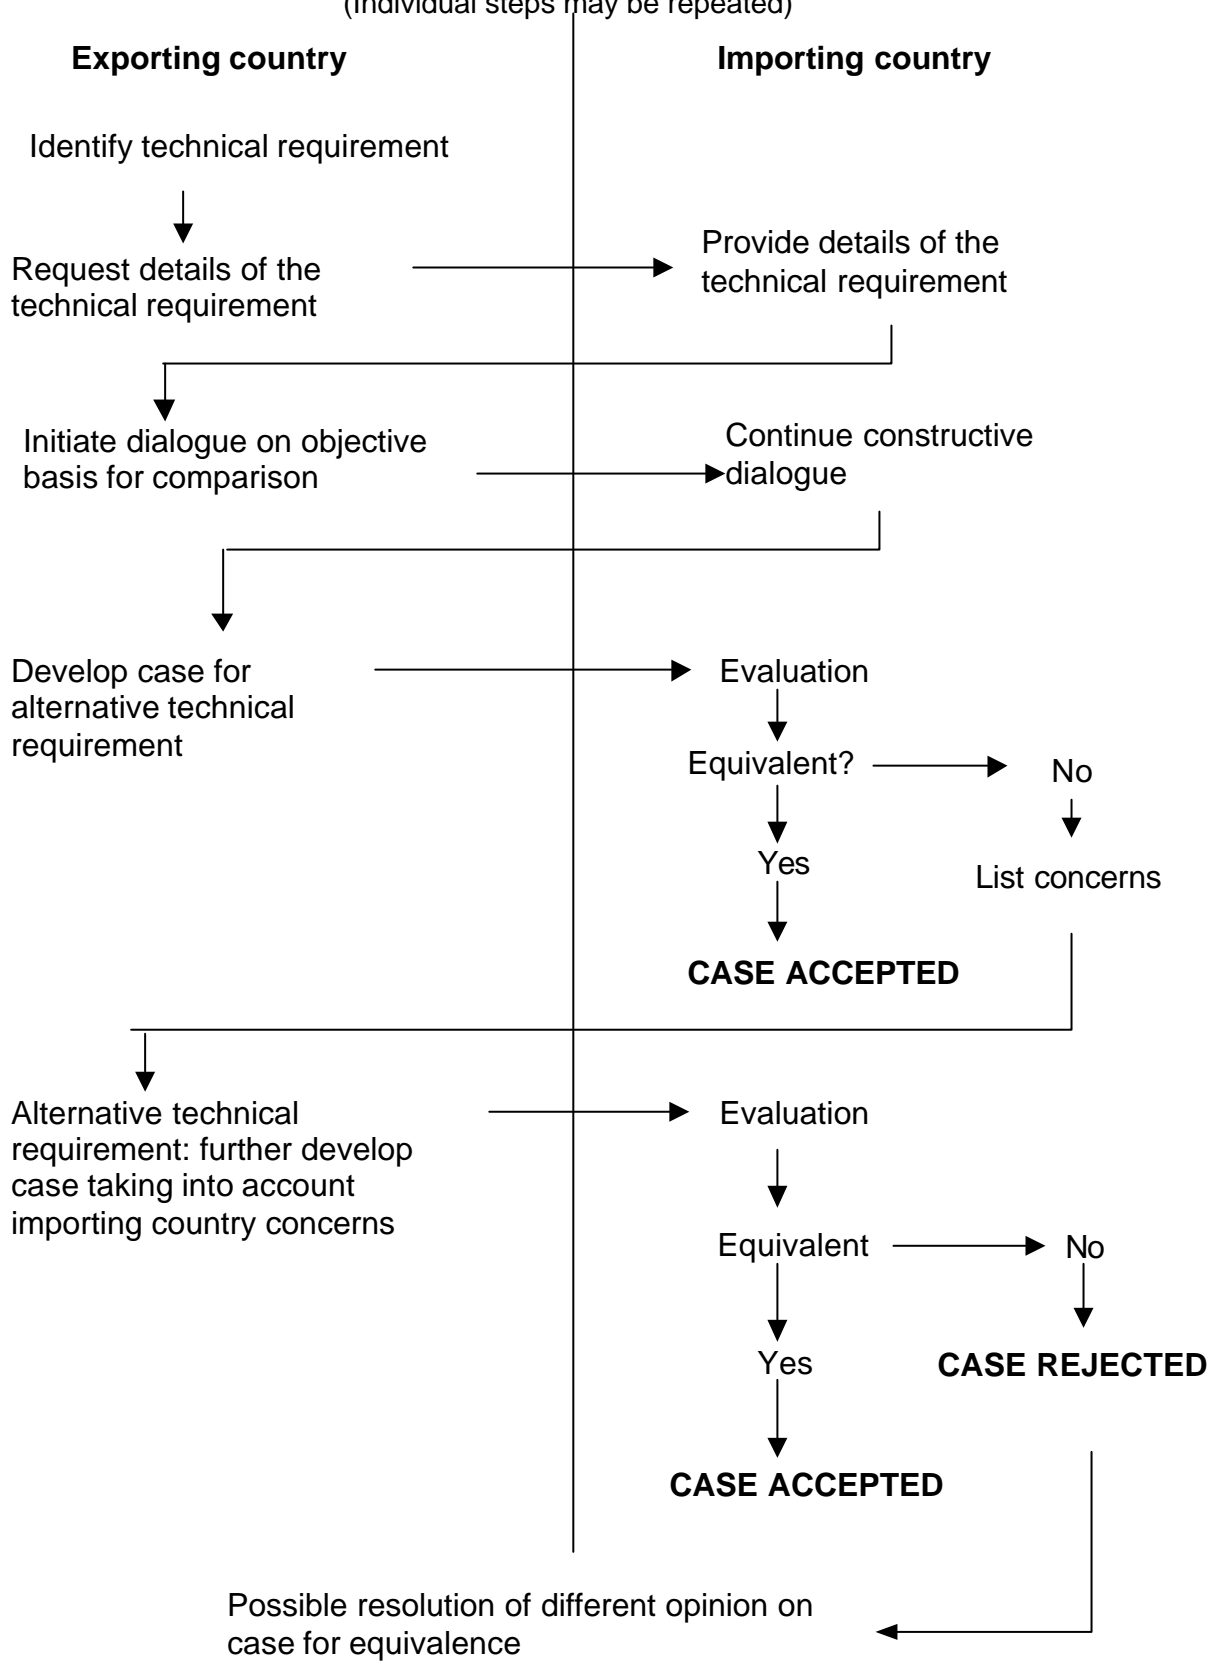 (Individual steps may be repeated)
Exporting country
Importing country
Identify technical requirement
Request details of the
technical requirement
Provide details of the
technical requirement
Initiate dialogue on objective
basis for comparison
Continue constructive
dialogue
Develop case for
alternative technical
requirement
Evaluation
Equivalent?
No
Yes
List concerns
CASE ACCEPTED
Alternative technical
requirement: further develop
case taking into account
importing country concerns
Evaluation
Equivalent
No
Yes
CASE REJECTED
CASE ACCEPTED
Possible resolution of different opinion on
case for equivalence